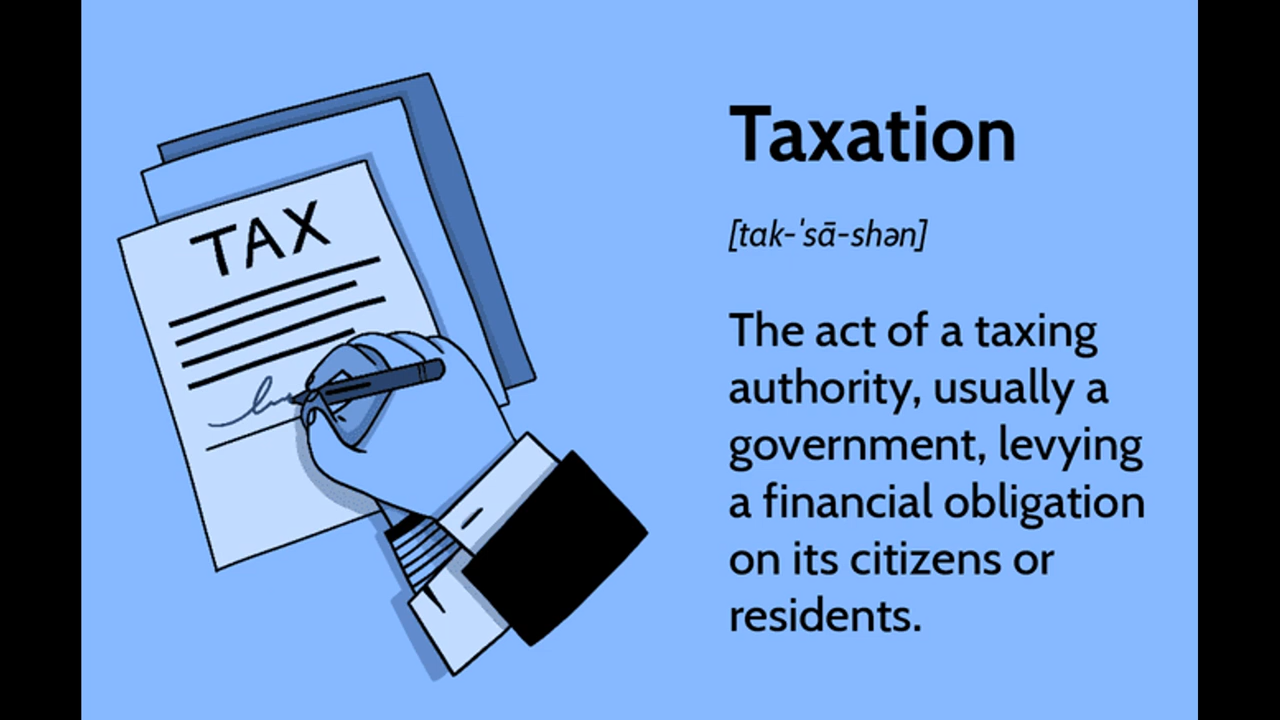 TAX
Taxation
[tak-ˈsā-shən]
The act of a taxing
authority, usually a
government, levying
a financial obligation
on its citizens or
residents.